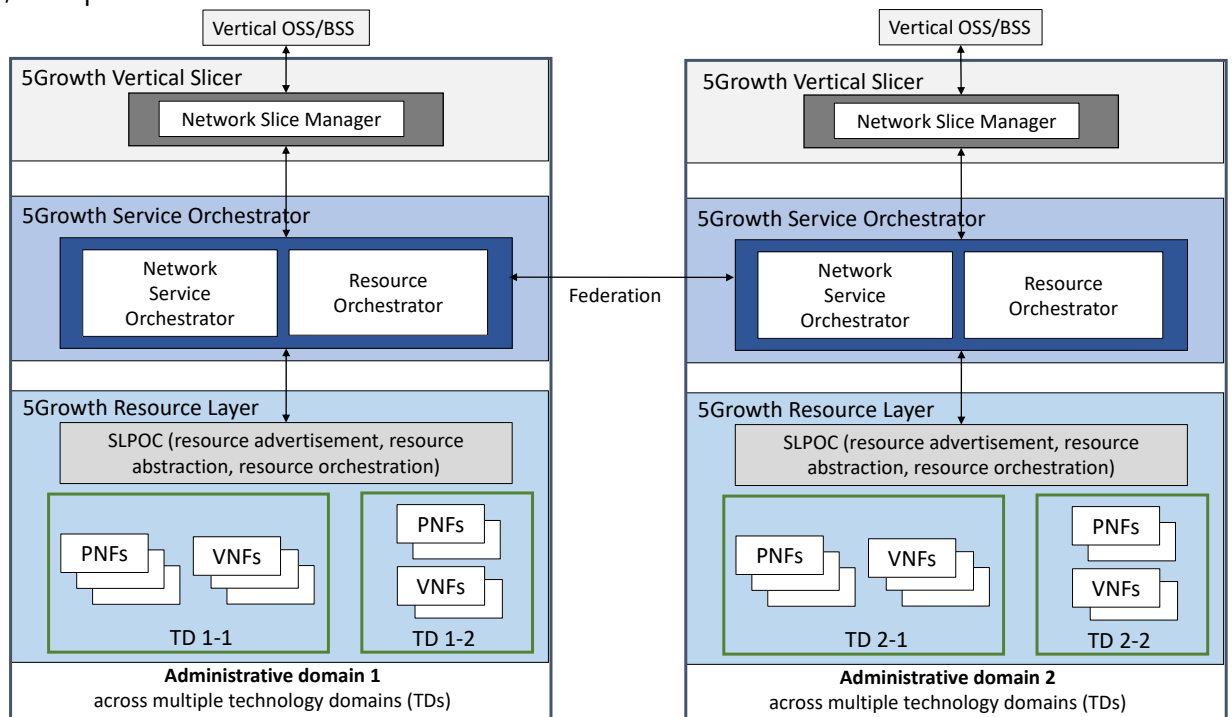 Vertical OSS/BSS
5Growth Vertical Slicer
Network Slice Manager
5Growth Service Orchestrator
Network
Service
Orchestrator
Resource
Orchestrator
5Growth Resource Layer
SLPOC (resource advertisement, resource
abstraction, resource orchestration)
PNFs
VNFs
TD 1-1
PNFs
VNFs
TD 1-2
Administrative domain 1
across multiple technology domains (TDs)
Federation
Vertical OSS/BSS
5Growth Vertical Slicer
Network Slice Manager
5Growth Service Orchestrator
Network
Service
Orchestrator
Resource
Orchestrator
5Growth Resource Layer
SLPOC (resource advertisement, resource
abstraction, resource orchestration)
PNFs
VNFs
TD 2-1
PNFs
VNFs
TD 2-2
Administrative domain 2
across multiple technology domains (TDs)